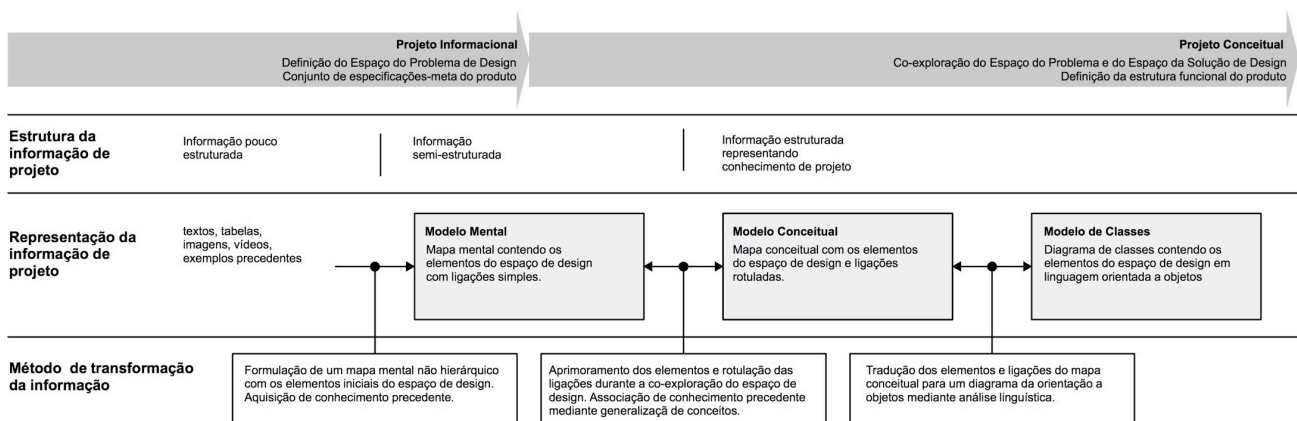 Projeto Informacional
Definição do Espaço do Problema de Design
Conjunto de especificações-meta do produto
Projeto Conceitual
Co-exploração do Espaço do Problema e do Espaço da Solução de Design
Definição da estrutura funcional do produto
Estrutura da
informação de
projeto
Informação pouco
estruturada
Informação
semi-estruturada
Informação estruturada
representando
conhecimento de projeto
Representação da
informação de
projeto
textos, tabelas,
imagens, vídeos,
exemplos precedentes
Modelo Mental
Mapa mental contendo os
elementos do espaço de design
com ligações simples.
Modelo Conceitual
Mapa conceitual com os elementos
do espaço de design e ligações
rotuladas.
Modelo de Classes
Diagrama de classes contendo os
elementos do espaço de design em
linguagem orientada a objetos
Método de transformação
da informação
Formulação de um mapa mental não hierárquico
com os elementos iniciais do espaço de design.
Aquisição de conhecimento precedente.
Aprimoramento dos elementos e rotulação das
ligações durante a co-exploração do espaço de
design. Associação de conhecimento precedente
mediante generalizaçã de conceitos.
Tradução dos elementos e ligações do mapa
conceitual para um diagrama da orientação a
objetos mediante análise linguística.